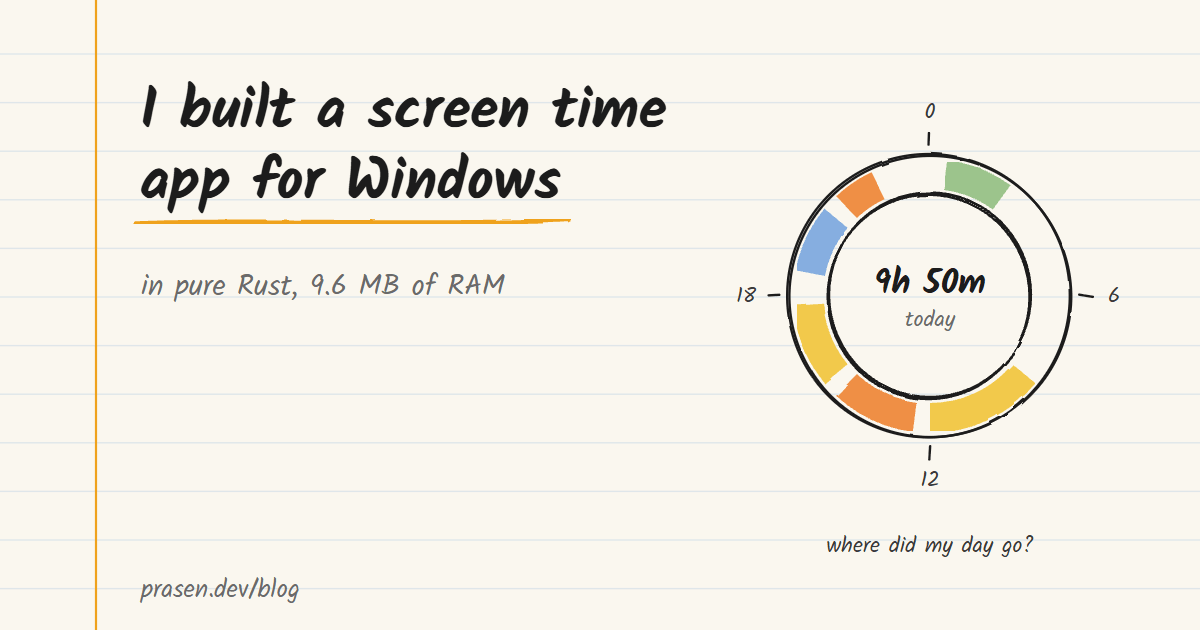 I built a screen time
app for Windows
in pure Rust, 9.6 MB of RAM
0
18
9h 50m
6
today
12
where did my day go?
prasen.dev/blog